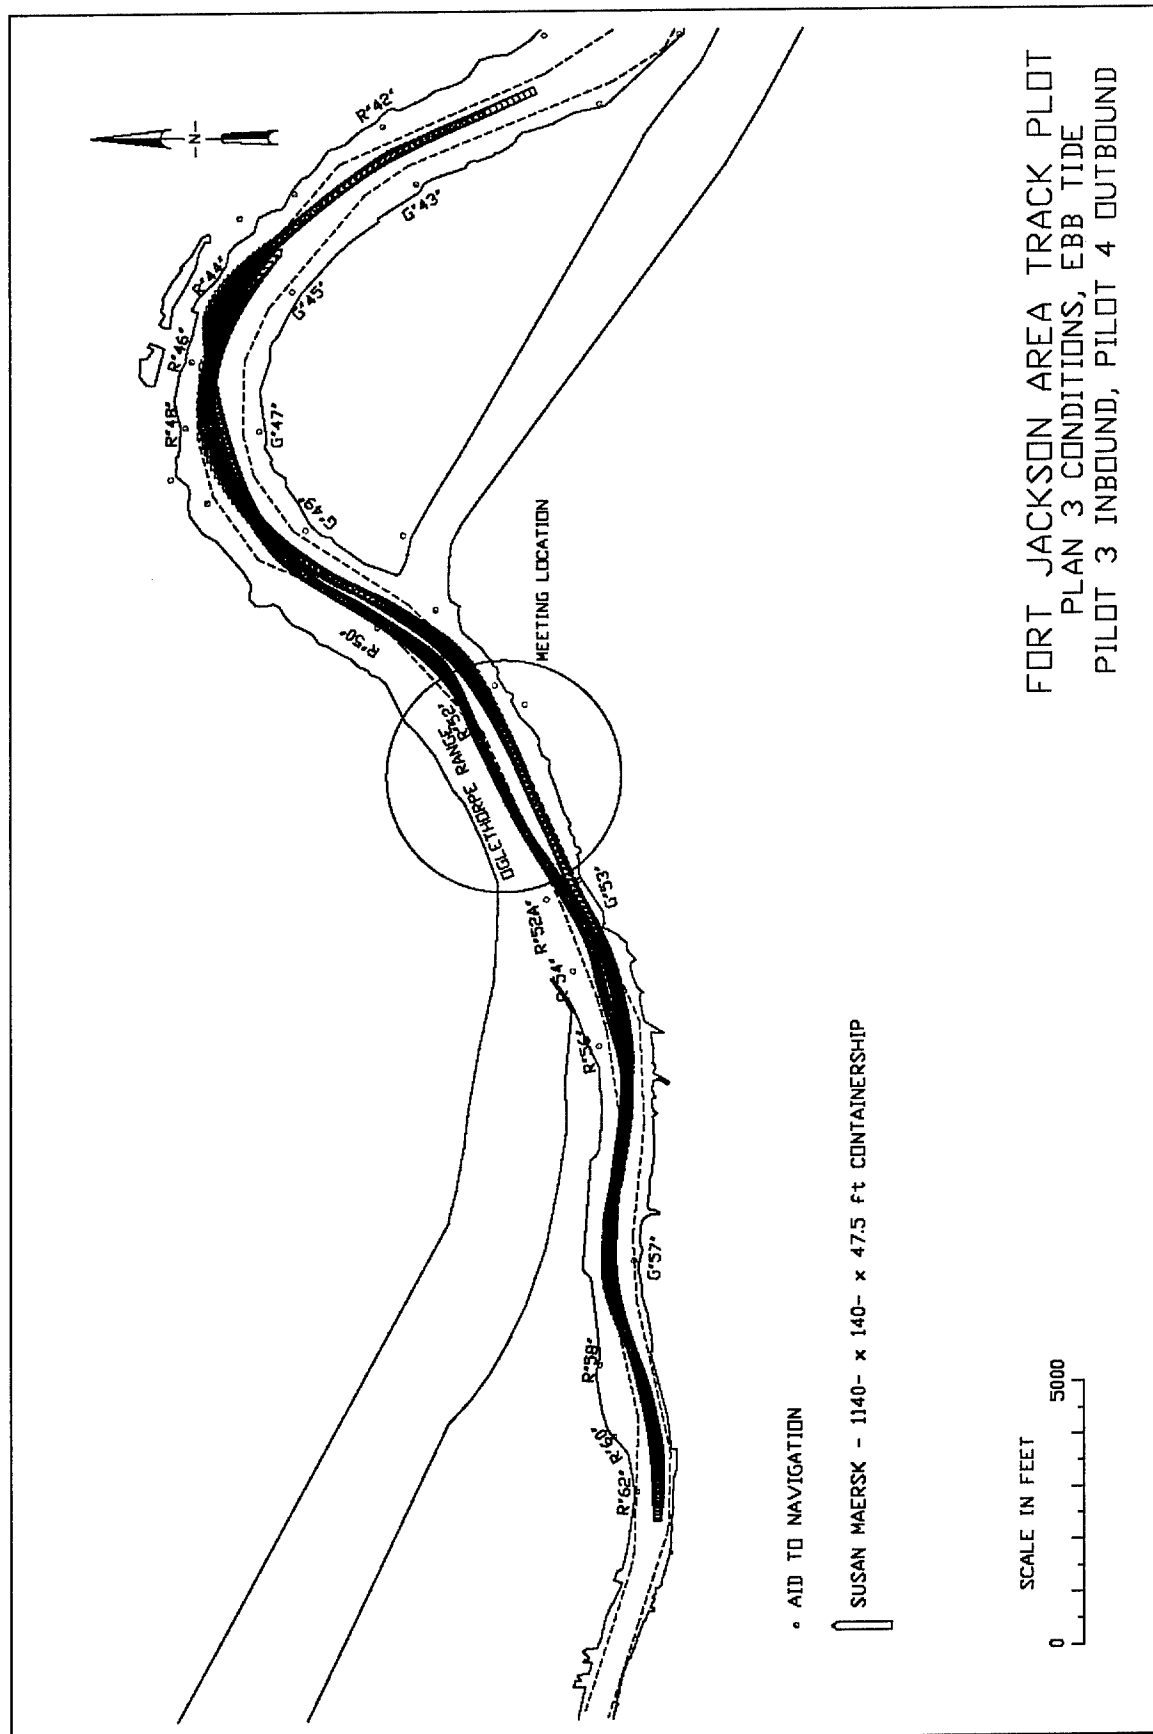 R"42"
-N-
R"44"
G"43"
R"46"
G"45"
R"48"
G"47"
G"49"
R"50"
MEETING LOCATION
R"52"
OGLETHORPE RANGE
G"53"
R"52A"
R"54"
R"56"
G"57"
R"58"
R"60"
R"62"
∘ AID TO NAVIGATION
SUSAN MAERSK - 1140- x 140- x 47.5 ft CONTAINERSHIP
SCALE IN FEET
0 5000
FORT JACKSON AREA TRACK PLOT
PLAN 3 CONDITIONS, EBB TIDE
PILOT 3 INBOUND, PILOT 4 OUTBOUND